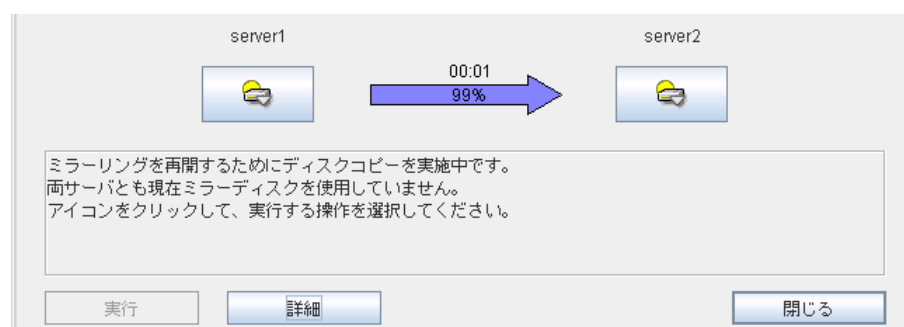 server1
server2
00:01
99%
ミラーリングを再開するためにディスクコピーを実施中です。
両サーバとも現在ミラーディスクを使用していません。
アイコンをクリックして、実行する操作を選択してください。
実行
詳細
閉じる